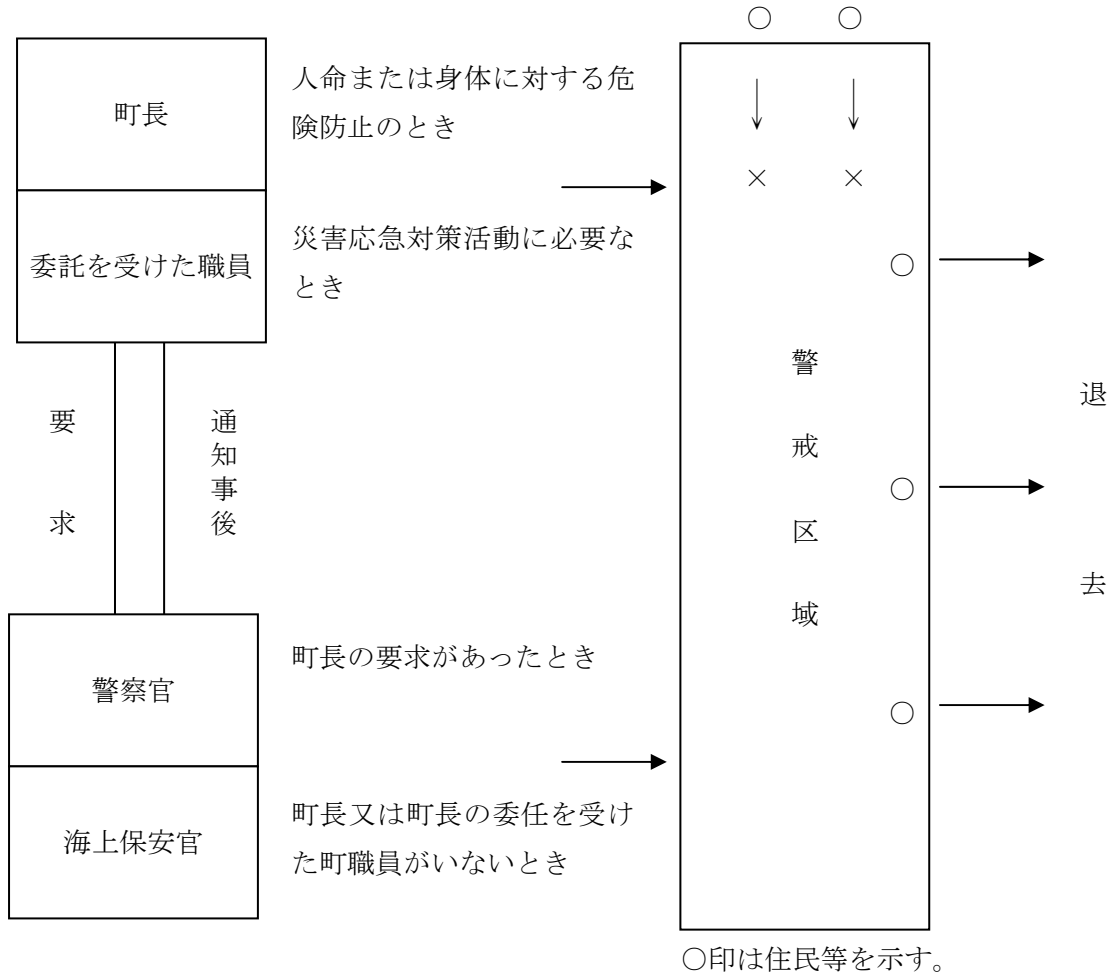 町長
委託を受けた職員
人命または身体に対する危
険防止のとき
災害応急対策活動に必要な
とき
要求
通知事後
警察官
海上保安官
町長の要求があったとき
町長又は町長の委任を受け
た町職員がいないとき
○ ○
× ×
○
○
○
警戒区域
退去
○印は住民等を示す。